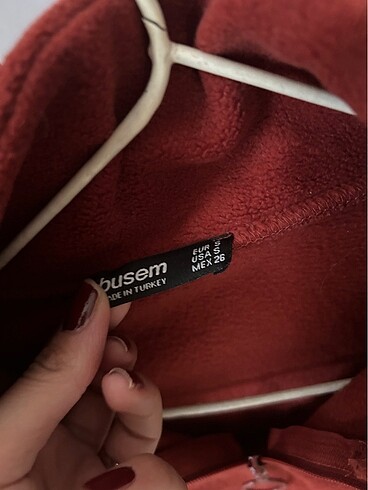 busem
MADE IN TURKEY
EUR S
USA S
MEX 26